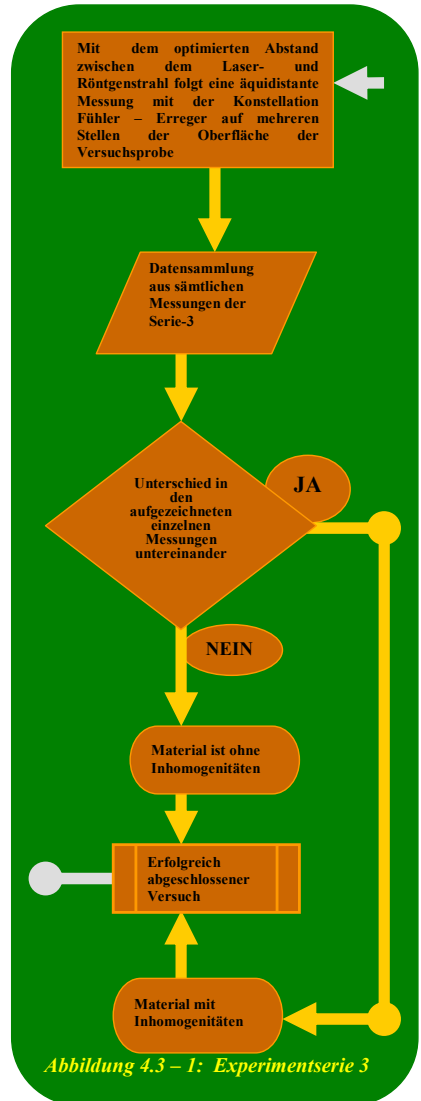 Mit dem optimierten Abstand
zwischen dem Laser- und
Röntgenstrahl folgt eine äquidistante
Messung mit der Konstellation
Fühler – Erreger auf mehreren
Stellen der Oberfläche der
Versuchsprobe
Datensammlung
aus sämtlichen
Messungen der
Serie-3
Unterschied in
den
aufgezeichneten
einzelnen
Messungen
untereinander
JA
NEIN
Material ist ohne
Inhomogenitäten
Erfolgreich
abgeschlossener
Versuch
Material mit
Inhomogenitäten
Abbildung 4.3 – 1: Experimentserie 3